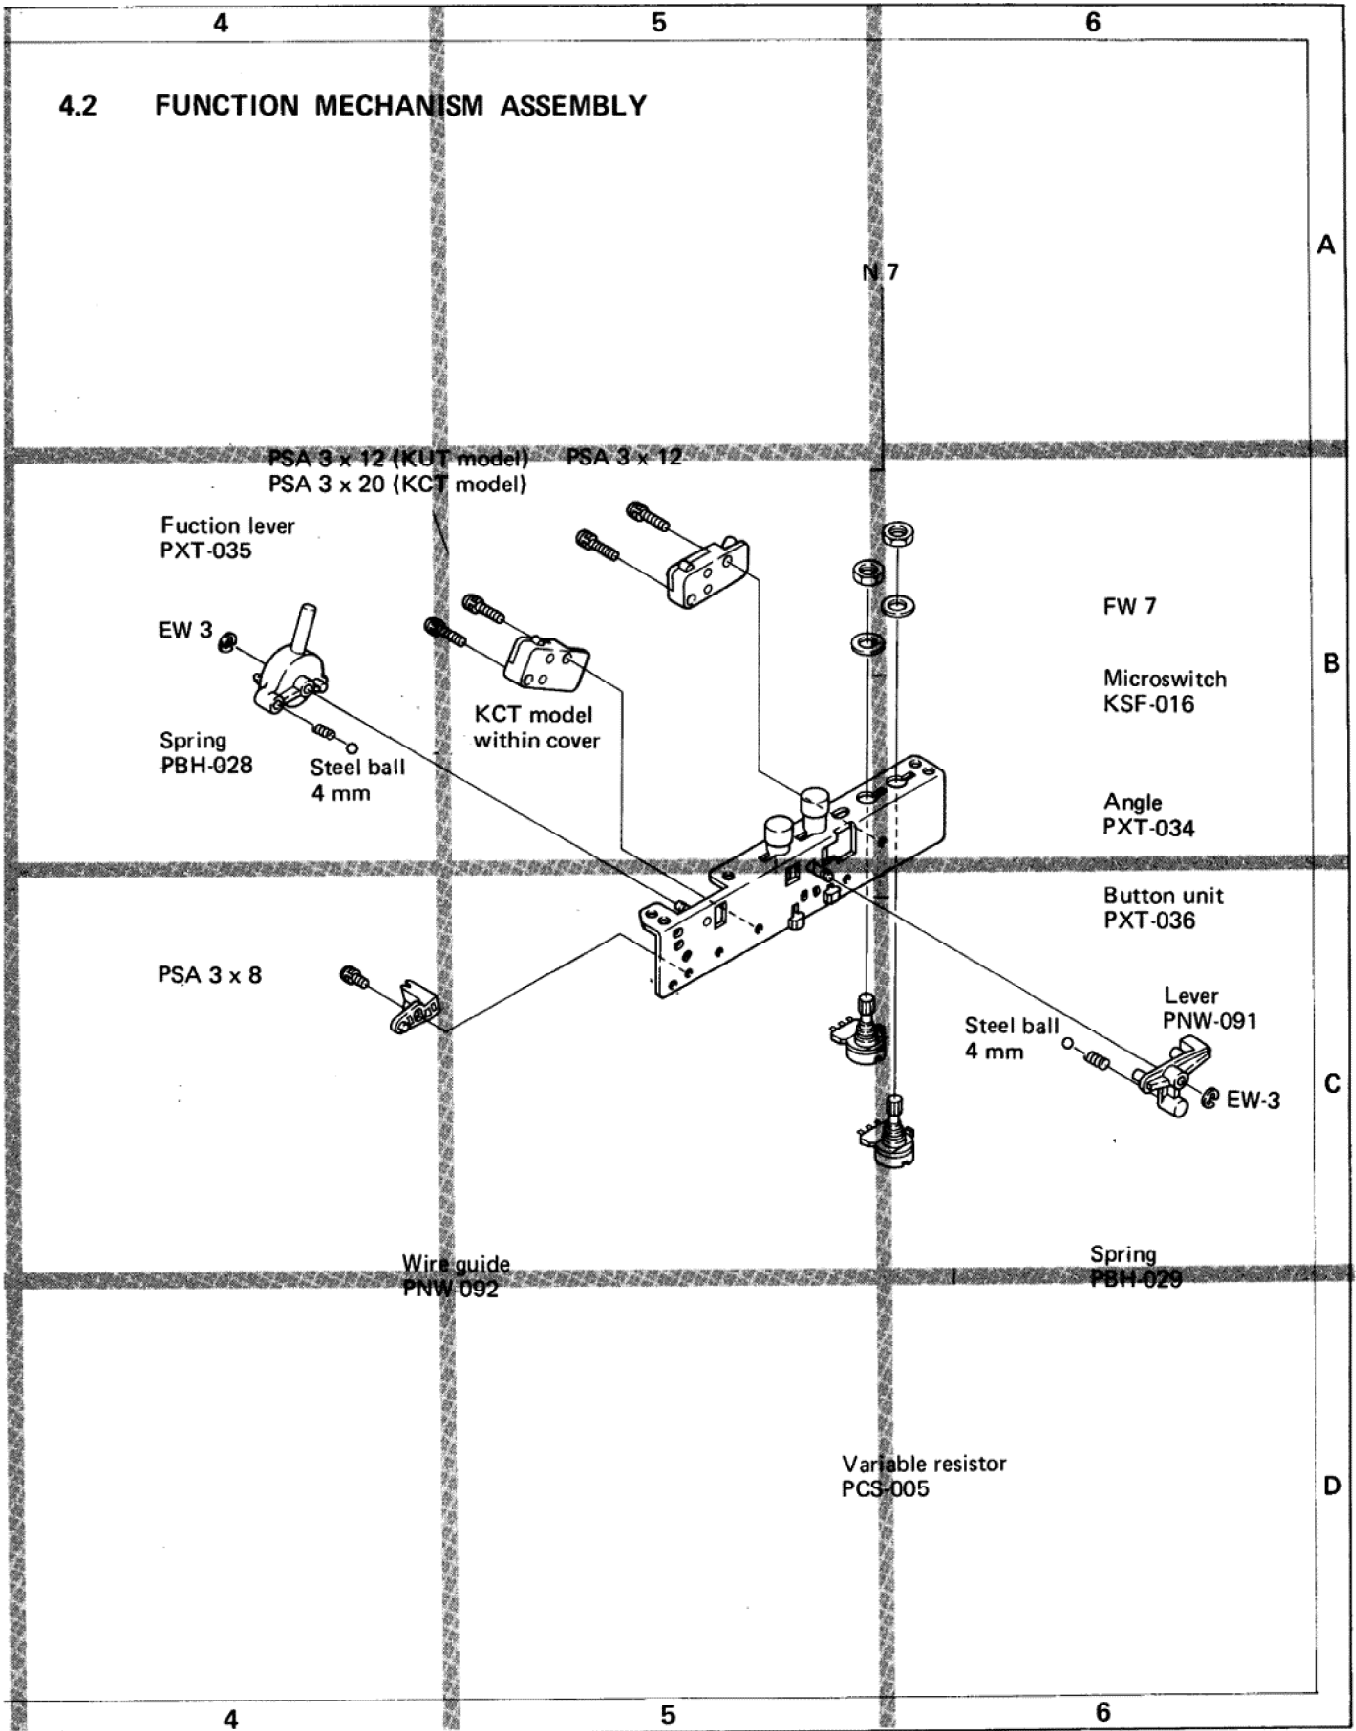 4 5 6
4.2 FUNCTION MECHANISM ASSEMBLY
A
N 7
PSA 3 x 12 (KUT model) PSA 3 x 12
PSA 3 x 20 (KCT model)
Fuction lever
PXT-035
EW 3
FW 7
B
Microswitch
KSF-016
KCT model
within cover
Spring
PBH-028
Steel ball
4 mm
Angle
PXT-034
Button unit
PXT-036
PSA 3 x 8
Lever
PNW-091
Steel ball
4 mm
C
EW-3
Wire guide
PNW-092
Spring
PBH-029
Variable resistor
PCS-005
D
4 5 6